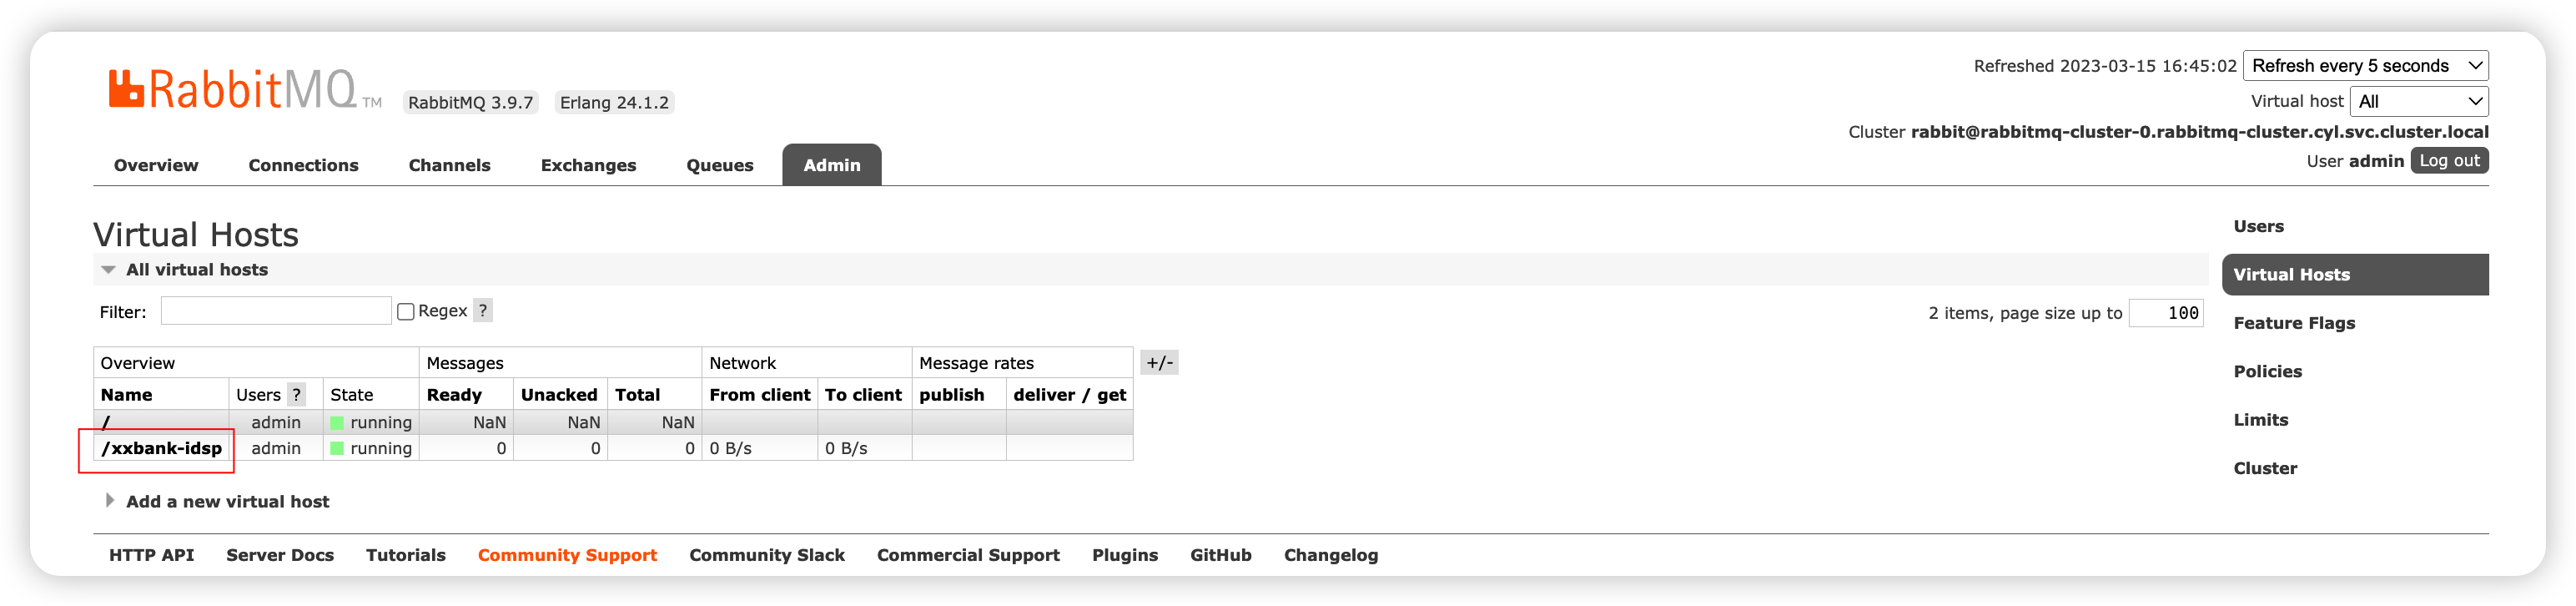 RabbitMQ TM RabbitMQ 3.9.7 Erlang 24.1.2
Refreshed 2023-03-15 16:45:02 Refresh every 5 seconds
Virtual host All
Cluster rabbit@rabbitmq-cluster-0.rabbitmq-cluster.cyl.svc.cluster.local
User admin Log out
Overview Connections Channels Exchanges Queues Admin
Virtual Hosts
All virtual hosts
Filter: Regex ? 2 items, page size up to 100
Overview Messages Network Message rates +/-
Name Users ? State Ready Unacked Total From client To client publish deliver / get
/ admin running NaN NaN NaN
/xxbank-idsp admin running 0 0 0 0 B/s 0 B/s
Add a new virtual host
Users
Virtual Hosts
Feature Flags
Policies
Limits
Cluster
HTTP API Server Docs Tutorials Community Support Community Slack Commercial Support Plugins GitHub Changelog